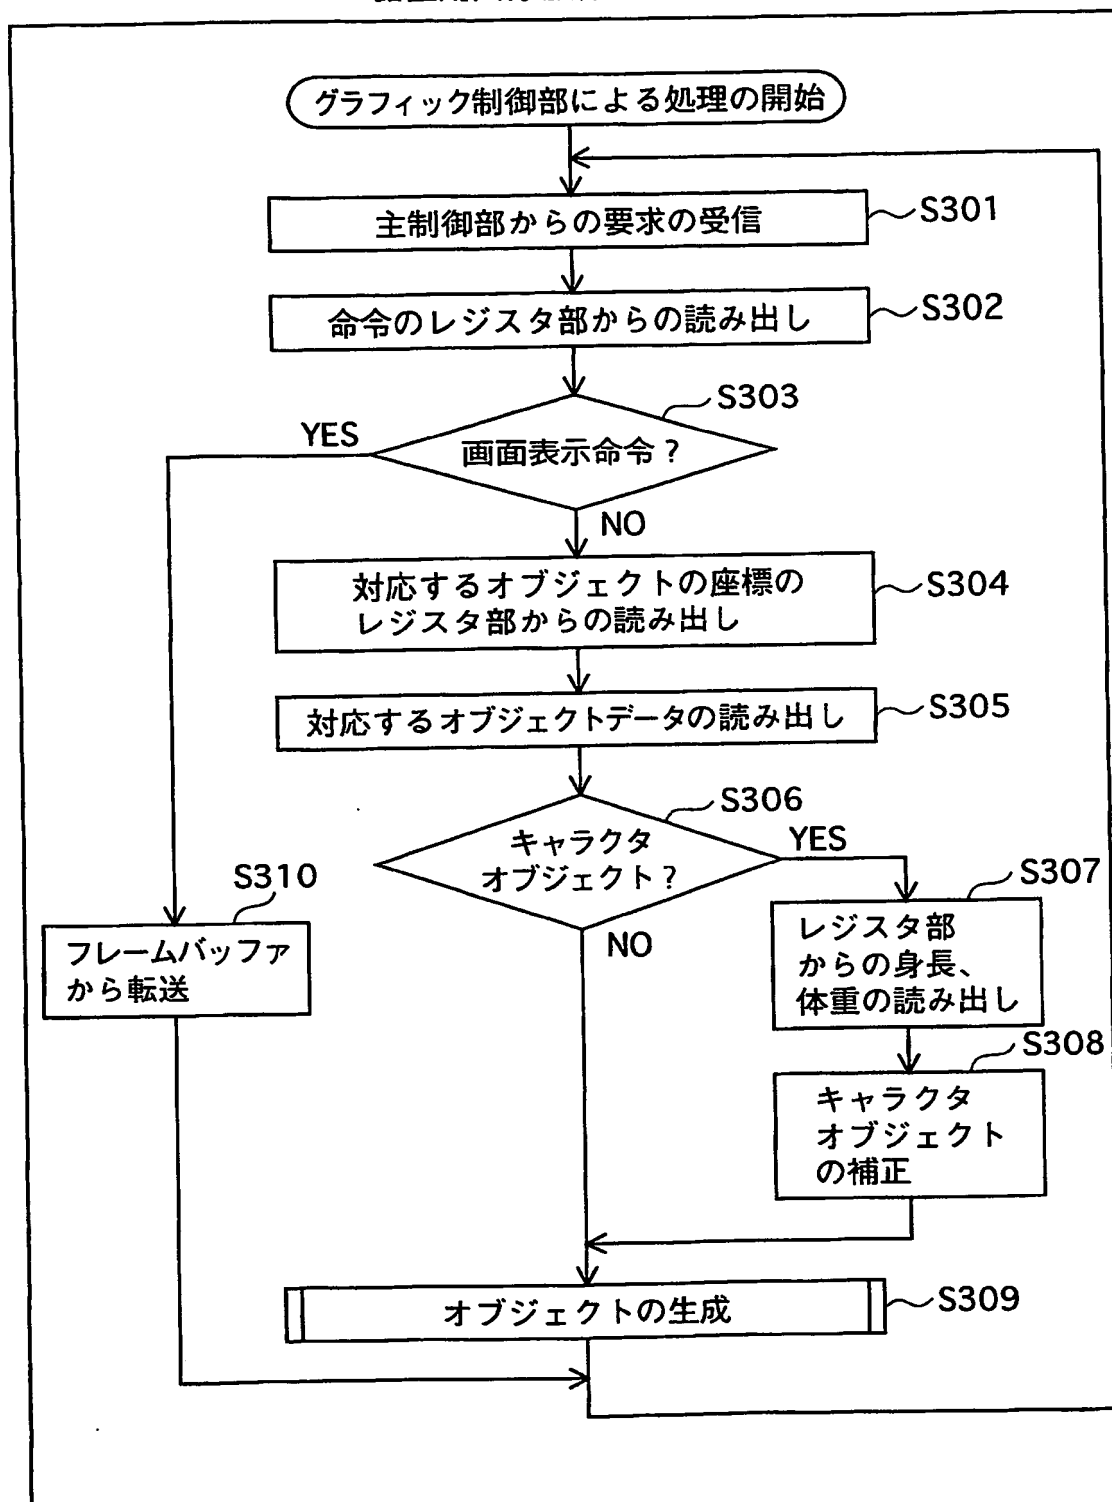 グラフィック制御部による処理の開始
主制御部からの要求の受信
S301
命令のレジスタ部からの読み出し
S302
S303
YES
画面表示命令?
NO
対応するオブジェクトの座標の
レジスタ部からの読み出し
S304
対応するオブジェクトデータの読み出し
S305
S306
キャラクタ
オブジェクト?
YES
NO
S310
フレームバッファ
から転送
S307
レジスタ部
からの身長、
体重の読み出し
S308
キャラクタ
オブジェクト
の補正
オブジェクトの生成
S309